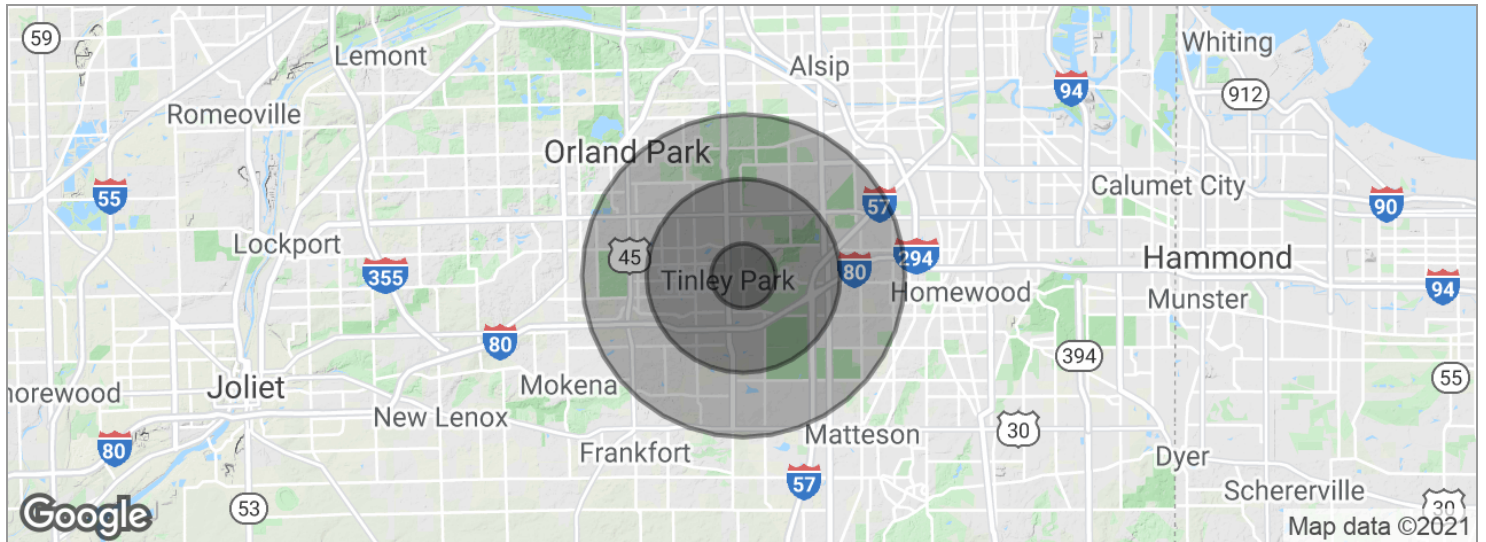 59
Lemont
Whiting
Alsip
94
912
Romeoville
Orland Park
55
57
Calumet City
90
Lockport
45
294
Hammond
355
Tinley Park
80
94
Homewood
Munster
80
394
Joliet
Mokena
55
horewood
New Lenox
30
Matteson
80
Frankfort
Dyer
57
Schererville
53
30
Google
Map data ©2021